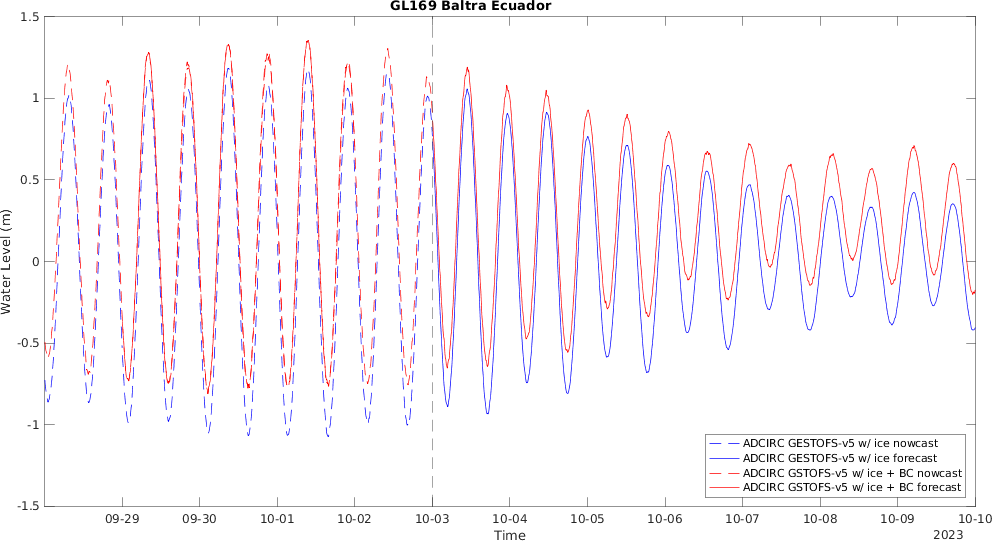 GL169 Baltra Ecuador
1.5
1
0.5
0
-0.5
-1
-1.5
Water Level (m)
ADCIRC GESTOFS-v5 w/ ice nowcast
ADCIRC GESTOFS-v5 w/ ice forecast
ADCIRC GSTOFS-v5 w/ ice + BC nowcast
ADCIRC GSTOFS-v5 w/ ice + BC forecast
09-29 09-30 10-01 10-02 10-03 10-04 10-05 10-06 10-07 10-08 10-09 10-10
Time
2023